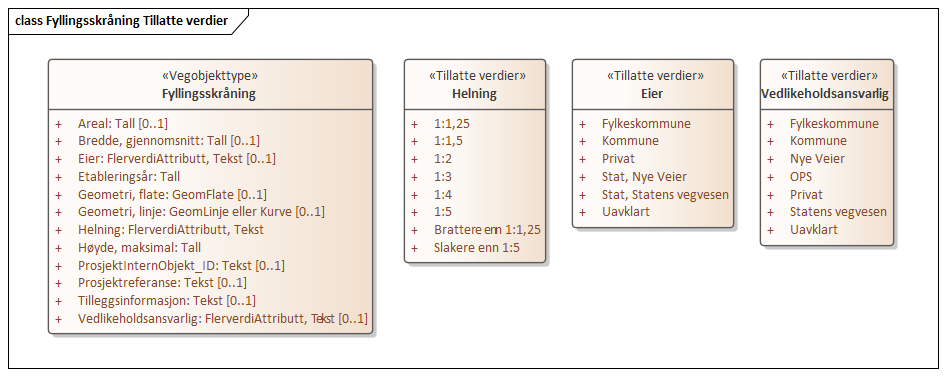 class Fyllingsskråning Tillatte verdier
«Vegobjekttype»
Fyllingsskråning
+ Areal: Tall [0..1]
+ Bredde, gjennomsnitt: Tall [0..1]
+ Eier: FlerverdiAttributt, Tekst [0..1]
+ Etableringsår: Tall
+ Geometri, flate: GeomFlate [0..1]
+ Geometri, linje: GeomLinje eller Kurve [0..1]
+ Helning: FlerverdiAttributt, Tekst
+ Høyde, maksimal: Tall
+ ProsjektInternObjekt_ID: Tekst [0..1]
+ Prosjektreferanse: Tekst [0..1]
+ Tilleggsinformasjon: Tekst [0..1]
+ Vedlikeholdsansvarlig: FlerverdiAttributt, Tekst [0..1]
«Tillatte verdier»
Helning
+ 1:1,25
+ 1:1,5
+ 1:2
+ 1:3
+ 1:4
+ 1:5
+ Brattere enn 1:1,25
+ Slakere enn 1:5
«Tillatte verdier»
Eier
+ Fylkeskommune
+ Kommune
+ Privat
+ Stat, Nye Veier
+ Stat, Statens vegvesen
+ Uavklart
«Tillatte verdier»
Vedlikeholdsansvarlig
+ Fylkeskommune
+ Kommune
+ Nye Veier
+ OPS
+ Privat
+ Statens vegvesen
+ Uavklart